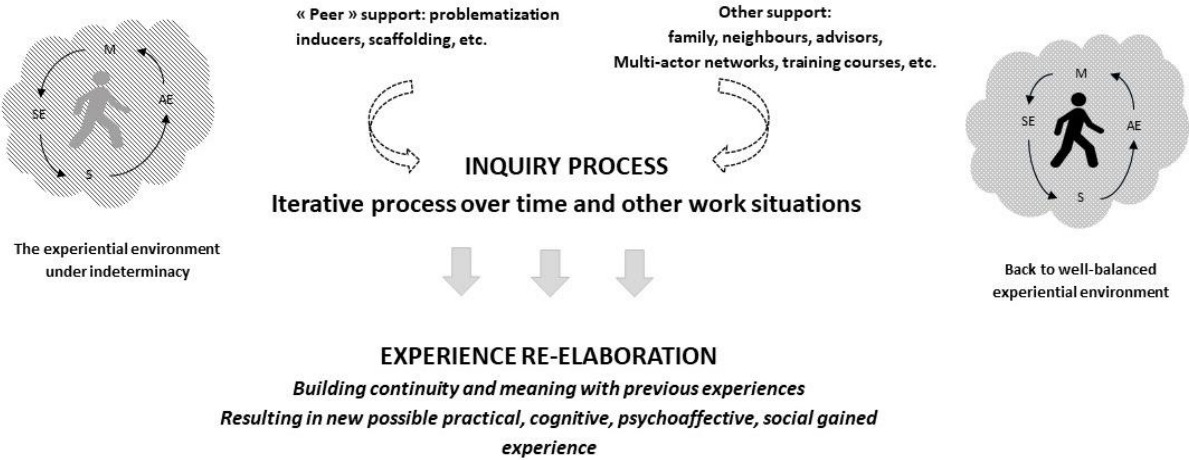 M
SE
AE
S
The experiential environment
under indeterminacy
« Peer » support: problematization
inducers, scaffolding, etc.
Other support:
family, neighbours, advisors,
Multi-actor networks, training courses, etc.
INQUIRY PROCESS
Iterative process over time and other work situations
EXPERIENCE RE-ELABORATION
Building continuity and meaning with previous experiences
Resulting in new possible practical, cognitive, psychoaffective, social gained
experience
M
SE
AE
S
Back to well-balanced
experiential environment